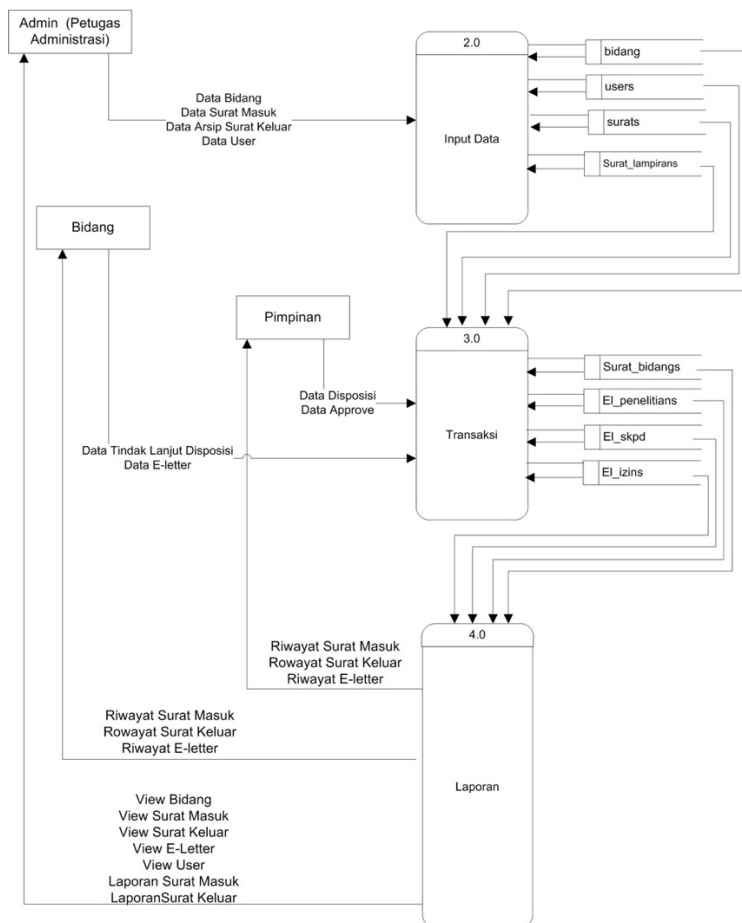 Admin  (Petugas
Administrasi)
2.0
Input Data
bidang
users
surats
Surat_lampirans
Data Bidang
Data Surat Masuk
Data Arsip Surat Keluar
Data User
Bidang
Pimpinan
3.0
Transaksi
Surat_bidangs
El_penelitians
El_skpd
El_izins
Data Disposisi
Data Approve
Data Tindak Lanjut Disposisi
Data E-letter
4.0
Laporan
Riwayat Surat Masuk
Rowayat Surat Keluar
Riwayat E-letter
Riwayat Surat Masuk
Rowayat Surat Keluar
Riwayat E-letter
View Bidang
View Surat Masuk
View Surat Keluar
View E-Letter
View User
Laporan Surat Masuk
LaporanSurat Keluar